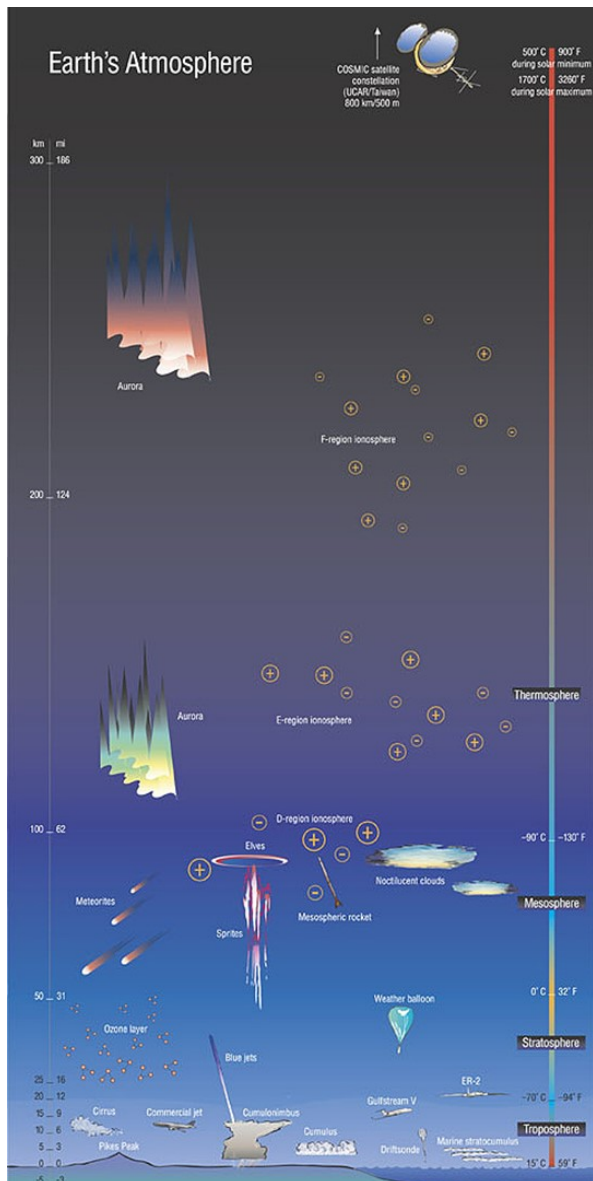 Earth's Atmosphere
COSMIC satellite
constellation
(UCAR/Taiwan)
800 km/500 m
500° C 900° F
during solar minimum
1700° C 3260° F
during solar maximum
km mi
300 186
Aurora
F-region ionosphere
200 124
Thermosphere
Aurora
E-region ionosphere
100 62
D-region ionosphere
-90° C -130° F
Elves
Noctilucent clouds
Meteorites
Mesospheric rocket
Mesosphere
Sprites
50 31
0° C 32° F
Weather balloon
Ozone layer
Stratosphere
Blue jets
25 16
ER-2
20 12
-70° C -94° F
Gulfstream V
15 9
Cirrus
Commercial jet
Cumulonimbus
10 6
Troposphere
Cumulus
Pikes Peak
Driftsonde
Marine stratocumulus
5 3
0 0
15° C 59° F
-5 -3